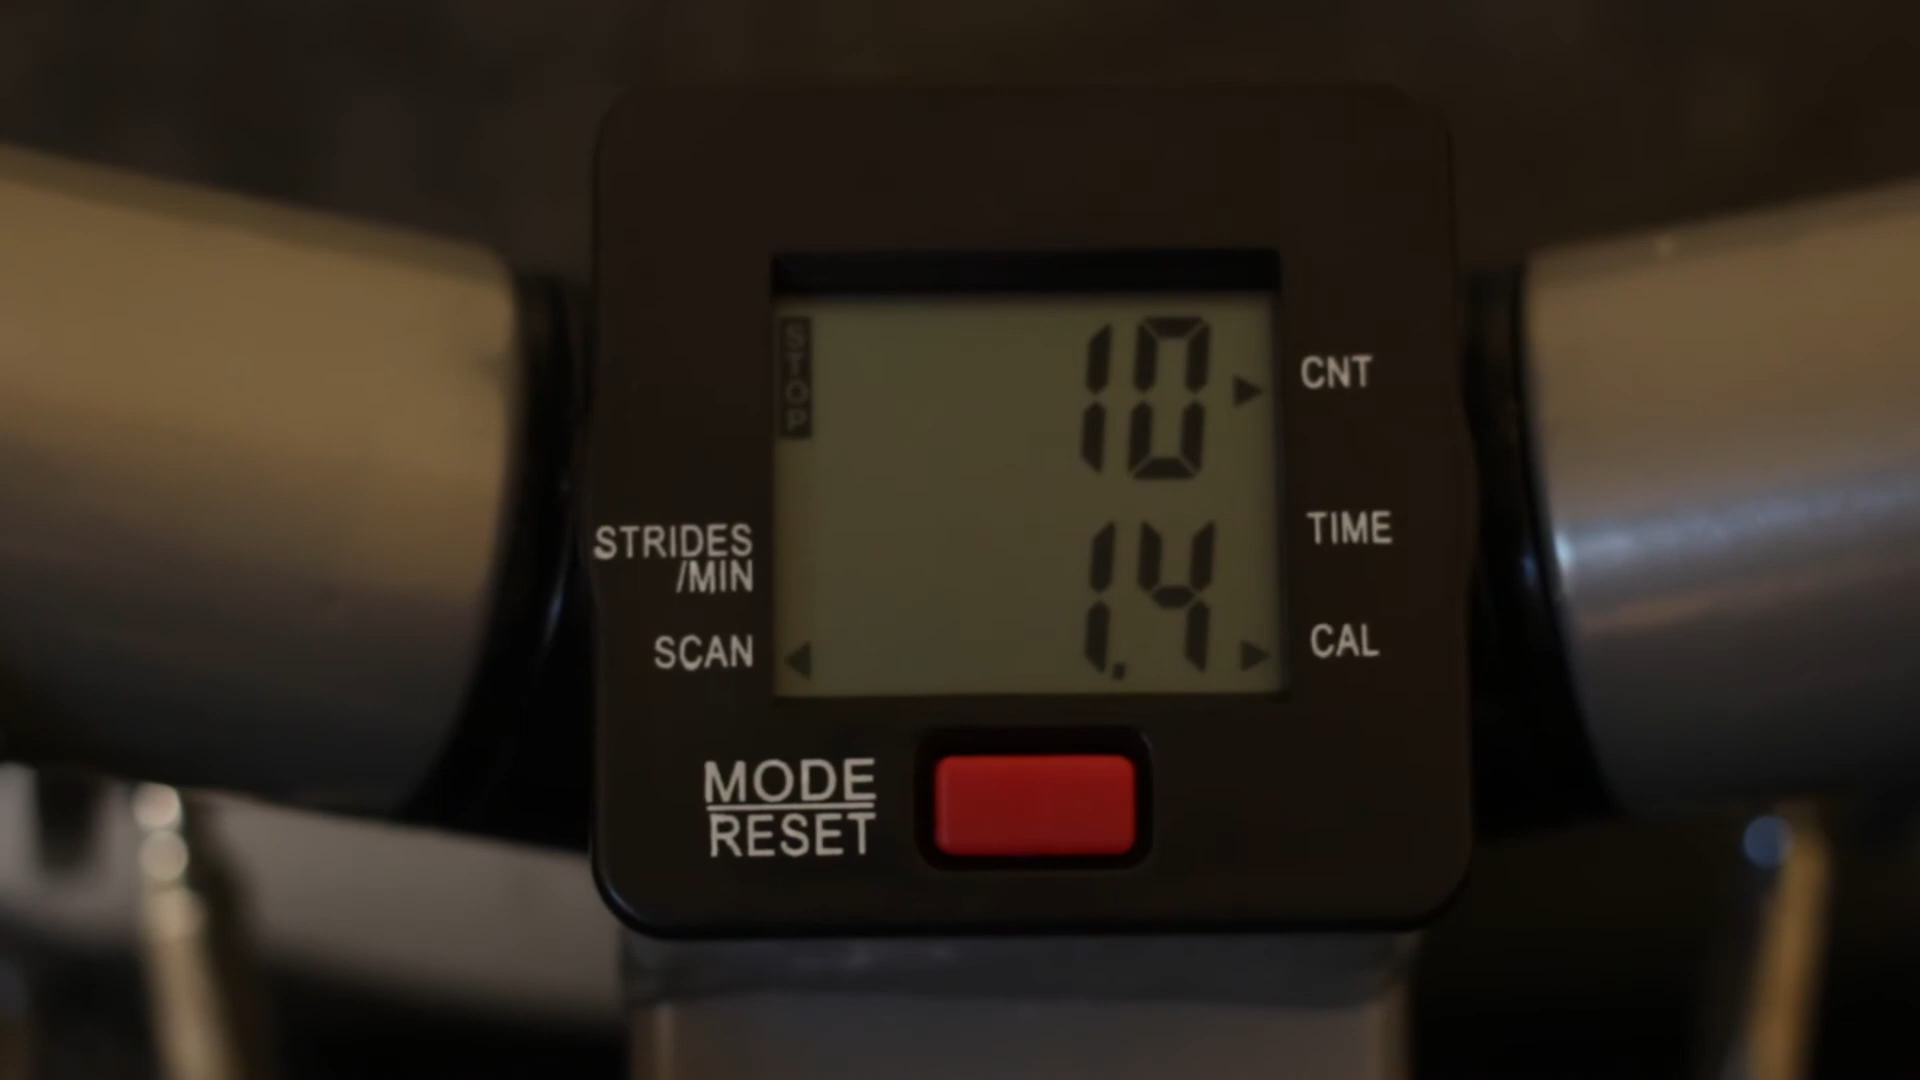 STOP
10
CNT
STRIDES
/MIN
TIME
1.4
SCAN
CAL
MODE
RESET